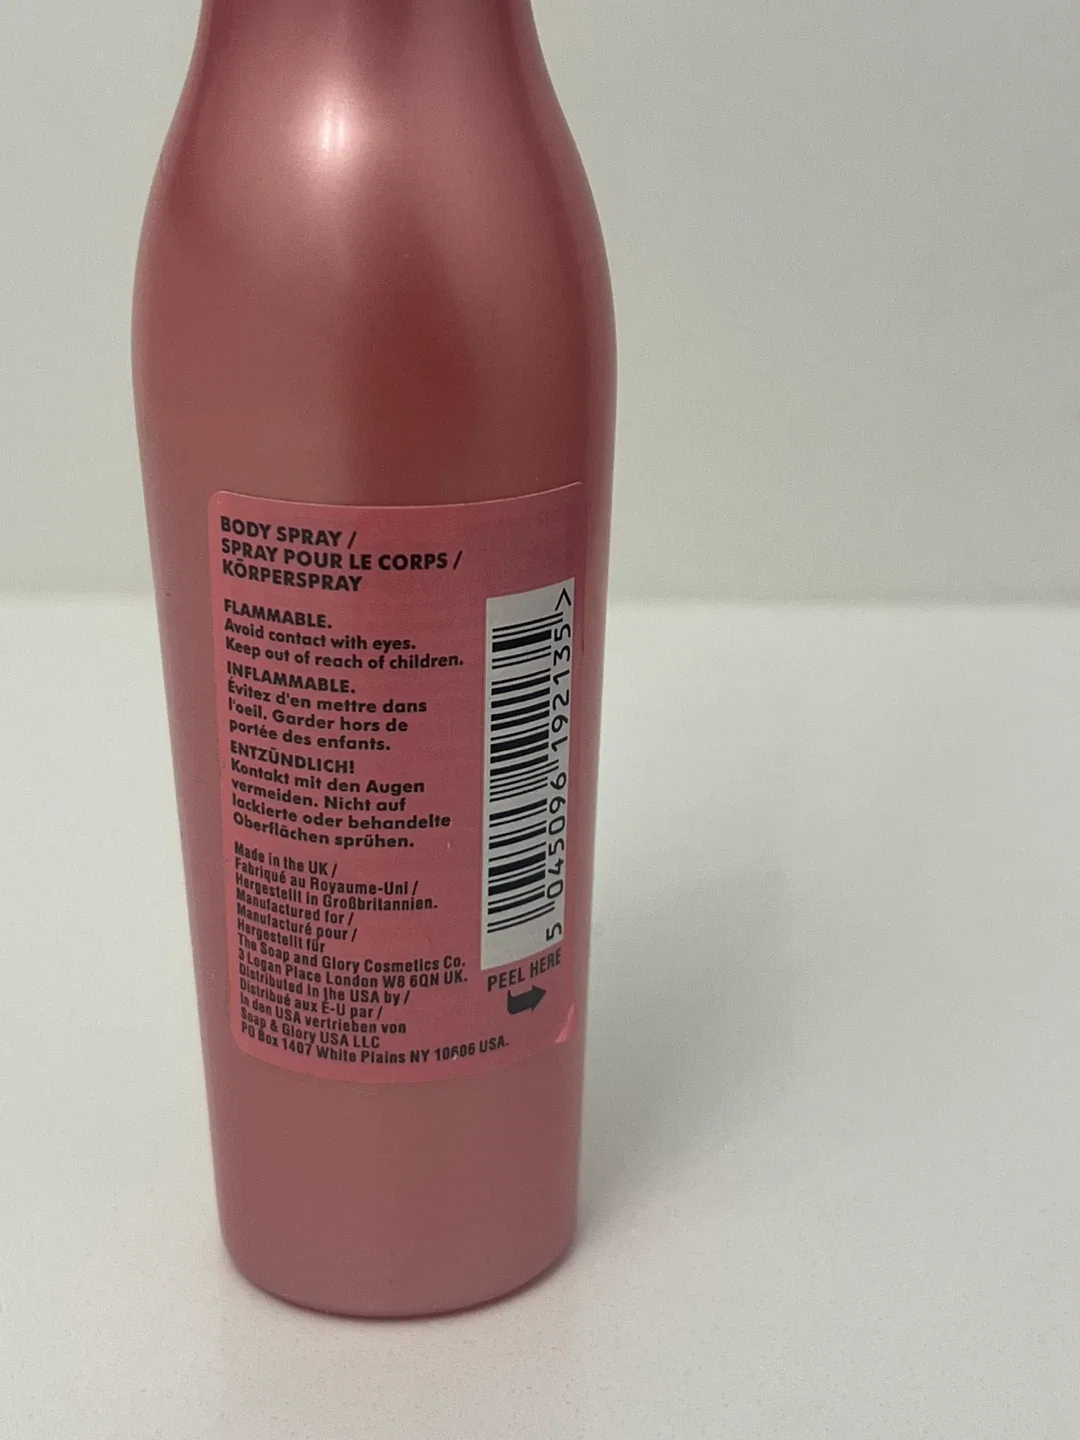 BODY SPRAY /
SPRAY POUR LE CORPS /
KÖRPERSPRAY
FLAMMABLE.
Avoid contact with eyes.
Keep out of reach of children.
INFLAMMABLE.
Évitez d'en mettre dans
l'oeil. Garder hors de
portée des enfants.
ENTZÜNDLICH!
Kontakt mit den Augen
vermeiden. Nicht auf
lackierte oder behandelte
Oberflächen sprühen.
Made in the UK /
Fabriqué au Royaume-Uni /
Hergestellt in Großbritannien.
Manufactured for /
Manufacturé pour /
Hergestellt für
The Soap and Glory Cosmetics Co.
3 Logan Place London W8 6QN UK.
Distributed in the USA by /
Distribué aux É-U par /
In den USA vertrieben von
Soap & Glory USA LLC
PO Box 1407 White Plains NY 10606 USA.
5 045096 192135 >
PEEL HERE